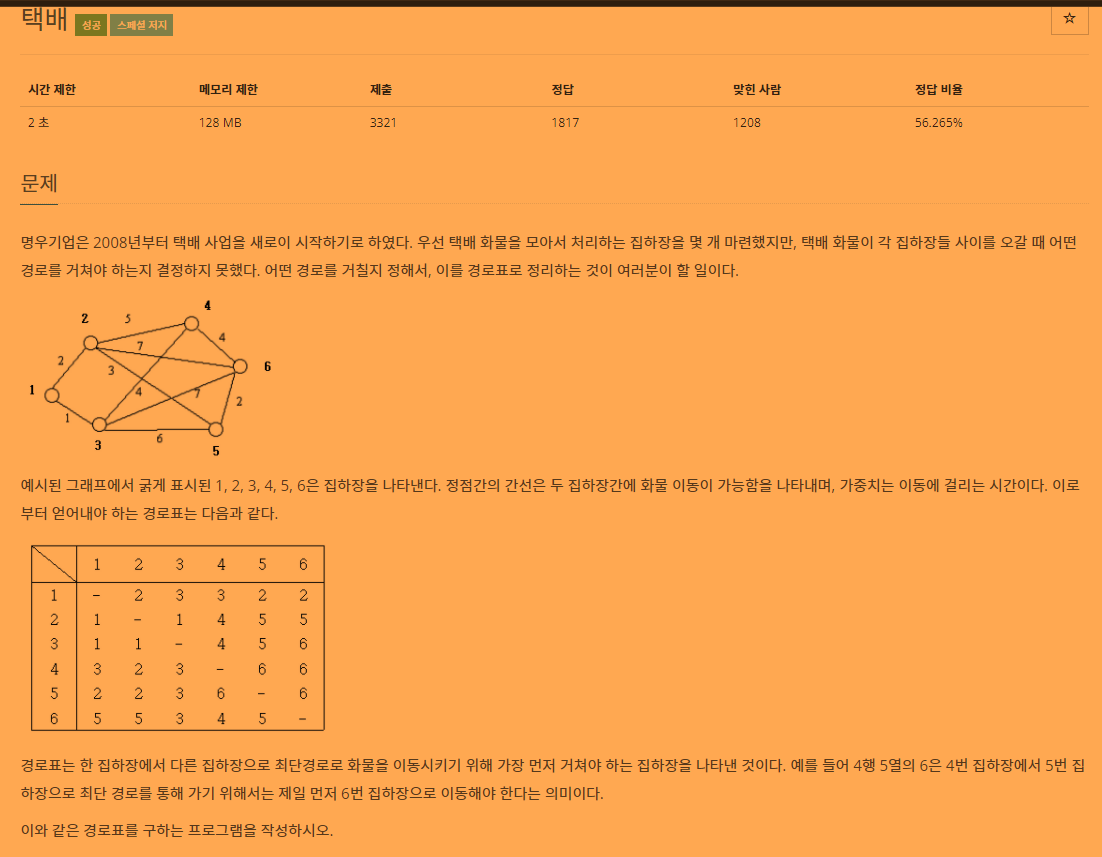 택배 성공 스페셜 저지
☆
시간 제한 메모리 제한 제출 정답 맞힌 사람 정답 비율
2 초 128 MB 3321 1817 1208 56.265%
문제
명우기업은 2008년부터 택배 사업을 새로이 시작하기로 하였다. 우선 택배 화물을 모아서 처리하는 집하장을 몇 개 마련했지만, 택배 화물이 각 집하장들 사이를 오갈 때 어떤
경로를 거쳐야 하는지 결정하지 못했다. 어떤 경로를 거칠지 정해서, 이를 경로표로 정리하는 것이 여러분이 할 일이다.
4
2 5
4
7
2
3
6
1
4 7
2
1
6
3
5
예시된 그래프에서 굵게 표시된 1, 2, 3, 4, 5, 6은 집하장을 나타낸다. 정점간의 간선은 두 집하장간에 화물 이동이 가능함을 나타내며, 가중치는 이동에 걸리는 시간이다. 이로
부터 얻어내야 하는 경로표는 다음과 같다.
1 2 3 4 5 6
1 - 2 3 3 2 2
2 1 - 1 4 5 5
3 1 1 - 4 5 6
4 3 2 3 - 6 6
5 2 2 3 6 - 6
6 5 5 3 4 5 -
경로표는 한 집하장에서 다른 집하장으로 최단경로로 화물을 이동시키기 위해 가장 먼저 거쳐야 하는 집하장을 나타낸 것이다. 예를 들어 4행 5열의 6은 4번 집하장에서 5번 집
하장으로 최단 경로를 통해 가기 위해서는 제일 먼저 6번 집하장으로 이동해야 한다는 의미이다.
이와 같은 경로표를 구하는 프로그램을 작성하시오.